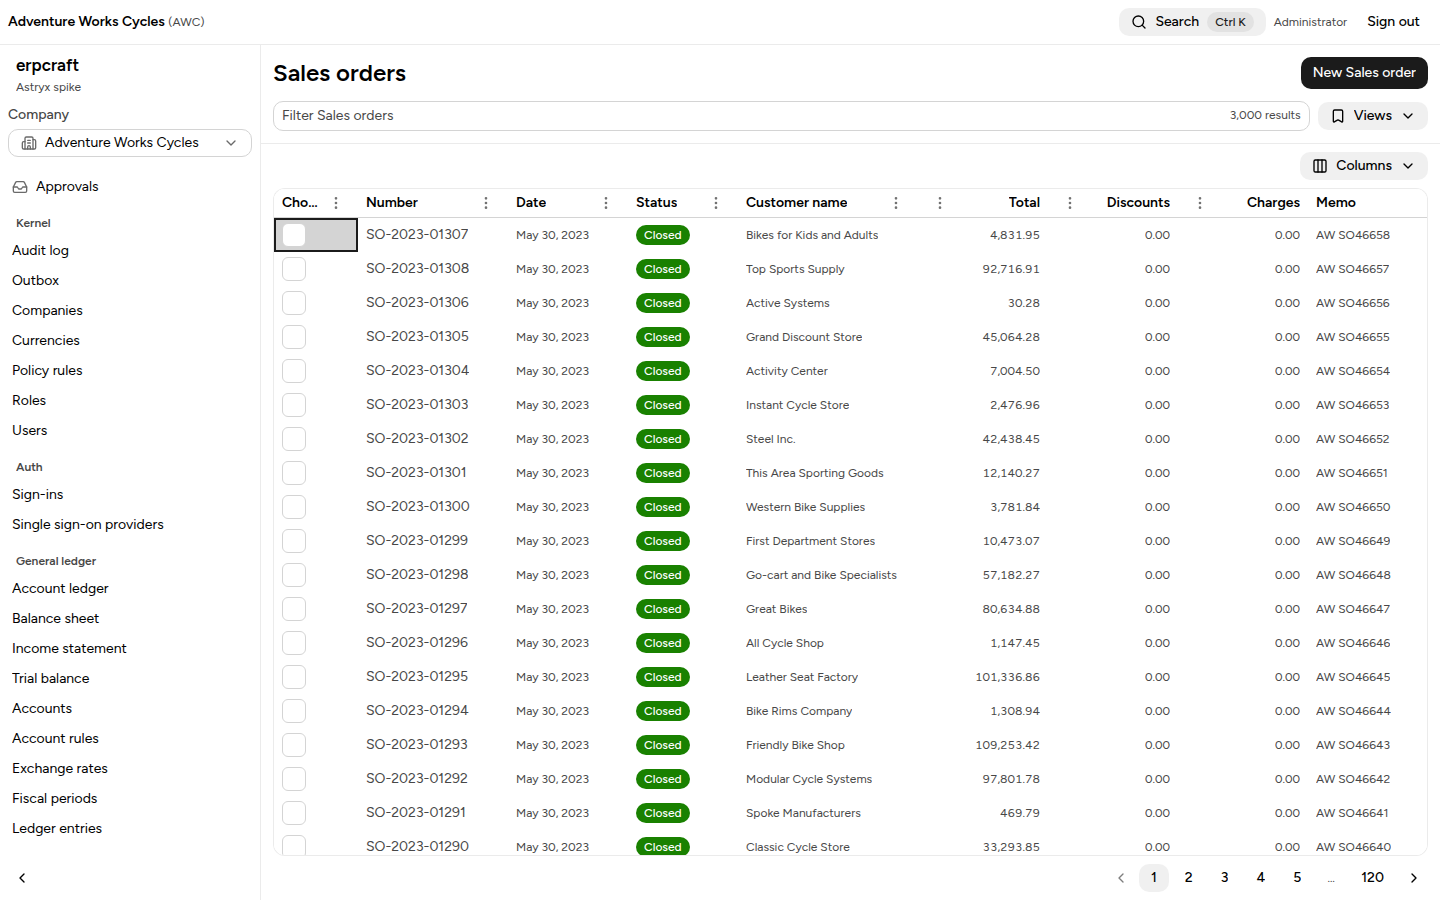 Adventure Works Cycles (AWC)
Search Ctrl K Administrator Sign out
erpcraft
Astryx spike
Company
Adventure Works Cycles
Approvals
Kernel
Audit log
Outbox
Companies
Currencies
Policy rules
Roles
Users
Auth
Sign-ins
Single sign-on providers
General ledger
Account ledger
Balance sheet
Income statement
Trial balance
Accounts
Account rules
Exchange rates
Fiscal periods
Ledger entries
Sales orders
New Sales order
Filter Sales orders 3,000 results Views
Columns
Cho... Number Date Status Customer name Total Discounts Charges Memo
SO-2023-01307 May 30, 2023 Closed Bikes for Kids and Adults 4,831.95 0.00 0.00 AW SO46658
SO-2023-01308 May 30, 2023 Closed Top Sports Supply 92,716.91 0.00 0.00 AW SO46657
SO-2023-01306 May 30, 2023 Closed Active Systems 30.28 0.00 0.00 AW SO46656
SO-2023-01305 May 30, 2023 Closed Grand Discount Store 45,064.28 0.00 0.00 AW SO46655
SO-2023-01304 May 30, 2023 Closed Activity Center 7,004.50 0.00 0.00 AW SO46654
SO-2023-01303 May 30, 2023 Closed Instant Cycle Store 2,476.96 0.00 0.00 AW SO46653
SO-2023-01302 May 30, 2023 Closed Steel Inc. 42,438.45 0.00 0.00 AW SO46652
SO-2023-01301 May 30, 2023 Closed This Area Sporting Goods 12,140.27 0.00 0.00 AW SO46651
SO-2023-01300 May 30, 2023 Closed Western Bike Supplies 3,781.84 0.00 0.00 AW SO46650
SO-2023-01299 May 30, 2023 Closed First Department Stores 10,473.07 0.00 0.00 AW SO46649
SO-2023-01298 May 30, 2023 Closed Go-cart and Bike Specialists 57,182.27 0.00 0.00 AW SO46648
SO-2023-01297 May 30, 2023 Closed Great Bikes 80,634.88 0.00 0.00 AW SO46647
SO-2023-01296 May 30, 2023 Closed All Cycle Shop 1,147.45 0.00 0.00 AW SO46646
SO-2023-01295 May 30, 2023 Closed Leather Seat Factory 101,336.86 0.00 0.00 AW SO46645
SO-2023-01294 May 30, 2023 Closed Bike Rims Company 1,308.94 0.00 0.00 AW SO46644
SO-2023-01293 May 30, 2023 Closed Friendly Bike Shop 109,253.42 0.00 0.00 AW SO46643
SO-2023-01292 May 30, 2023 Closed Modular Cycle Systems 97,801.78 0.00 0.00 AW SO46642
SO-2023-01291 May 30, 2023 Closed Spoke Manufacturers 469.79 0.00 0.00 AW SO46641
SO-2023-01290 May 30, 2023 Closed Classic Cycle Store 33,293.85 0.00 0.00 AW SO46640
1 2 3 4 5 ... 120